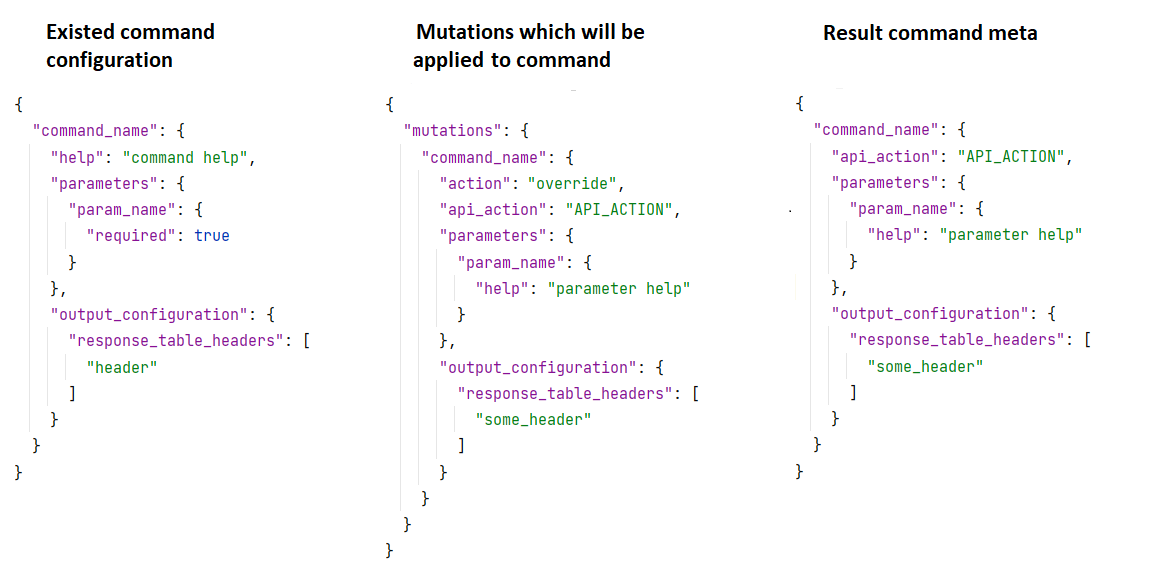 Existed command
configuration
{
  "command_name": {
    "help": "command help",
    "parameters": {
      "param_name": {
        "required": true
      }
    },
    "output_configuration": {
      "response_table_headers": [
        "header"
      ]
    }
  }
}
Mutations which will be
applied to command
{
  "mutations": {
    "command_name": {
      "action": "override",
      "api_action": "API_ACTION",
      "parameters": {
        "param_name": {
          "help": "parameter help"
        }
      },
      "output_configuration": {
        "response_table_headers": [
          "some_header"
        ]
      }
    }
  }
}
Result command meta
{
  "command_name": {
    "api_action": "API_ACTION",
    "parameters": {
      "param_name": {
        "help": "parameter help"
      }
    },
    "output_configuration": {
      "response_table_headers": [
        "some_header"
      ]
    }
  }
}